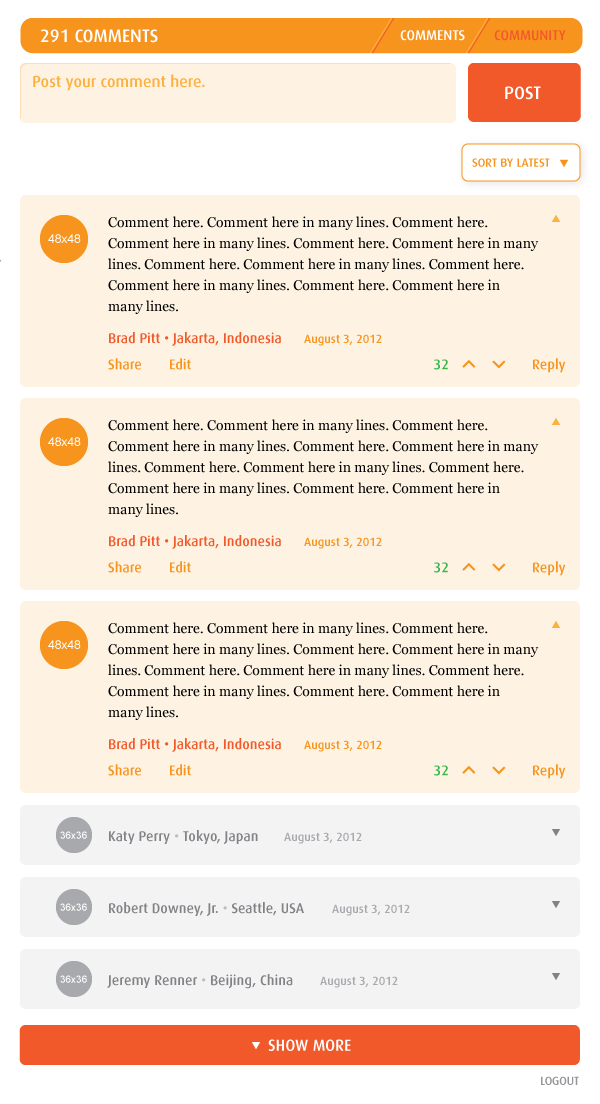 291 COMMENTS COMMENTS COMMUNITY
Post your comment here.
POST
SORT BY LATEST ▼
48x48
Comment here. Comment here in many lines. Comment here. ▲
Comment here in many lines. Comment here. Comment here in many
lines. Comment here. Comment here in many lines. Comment here.
Comment here in many lines. Comment here. Comment here in
many lines.
Brad Pitt • Jakarta, Indonesia August 3, 2012
Share Edit 32 Reply
48x48
Comment here. Comment here in many lines. Comment here. ▲
Comment here in many lines. Comment here. Comment here in many
lines. Comment here. Comment here in many lines. Comment here.
Comment here in many lines. Comment here. Comment here in
many lines.
Brad Pitt • Jakarta, Indonesia August 3, 2012
Share Edit 32 Reply
48x48
Comment here. Comment here in many lines. Comment here. ▲
Comment here in many lines. Comment here. Comment here in many
lines. Comment here. Comment here in many lines. Comment here.
Comment here in many lines. Comment here. Comment here in
many lines.
Brad Pitt • Jakarta, Indonesia August 3, 2012
Share Edit 32 Reply
36x36 Katy Perry • Tokyo, Japan August 3, 2012 ▼
36x36 Robert Downey, Jr. • Seattle, USA August 3, 2012 ▼
36x36 Jeremy Renner • Beijing, China August 3, 2012 ▼
▼ SHOW MORE
LOGOUT